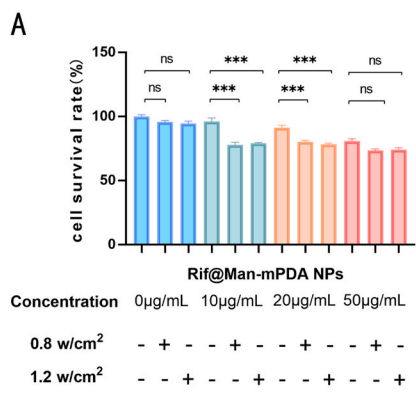 A
150
100
50
0
cell survival rate(%)
ns
ns
***
***
***
***
ns
ns
Rif@Man-mPDA NPs
Concentration 0μg/mL 10μg/mL 20μg/mL 50μg/mL
0.8 w/cm² - + - - + - - + - - + -
1.2 w/cm² - - + - - + - - + - - +